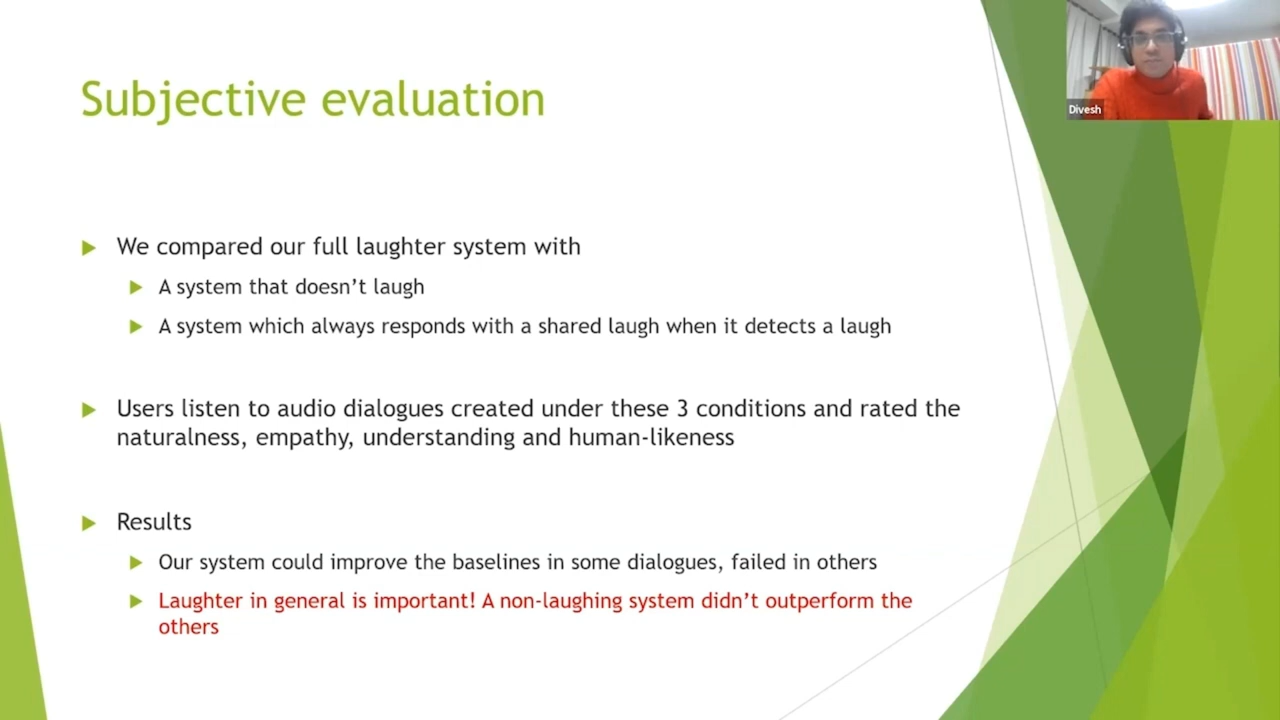 Subjective evaluation
Divesh
We compared our full laughter system with
A system that doesn't laugh
A system which always responds with a shared laugh when it detects a laugh
Users listen to audio dialogues created under these 3 conditions and rated the
naturalness, empathy, understanding and human-likeness
Results
Our system could improve the baselines in some dialogues, failed in others
Laughter in general is important! A non-laughing system didn't outperform the
others